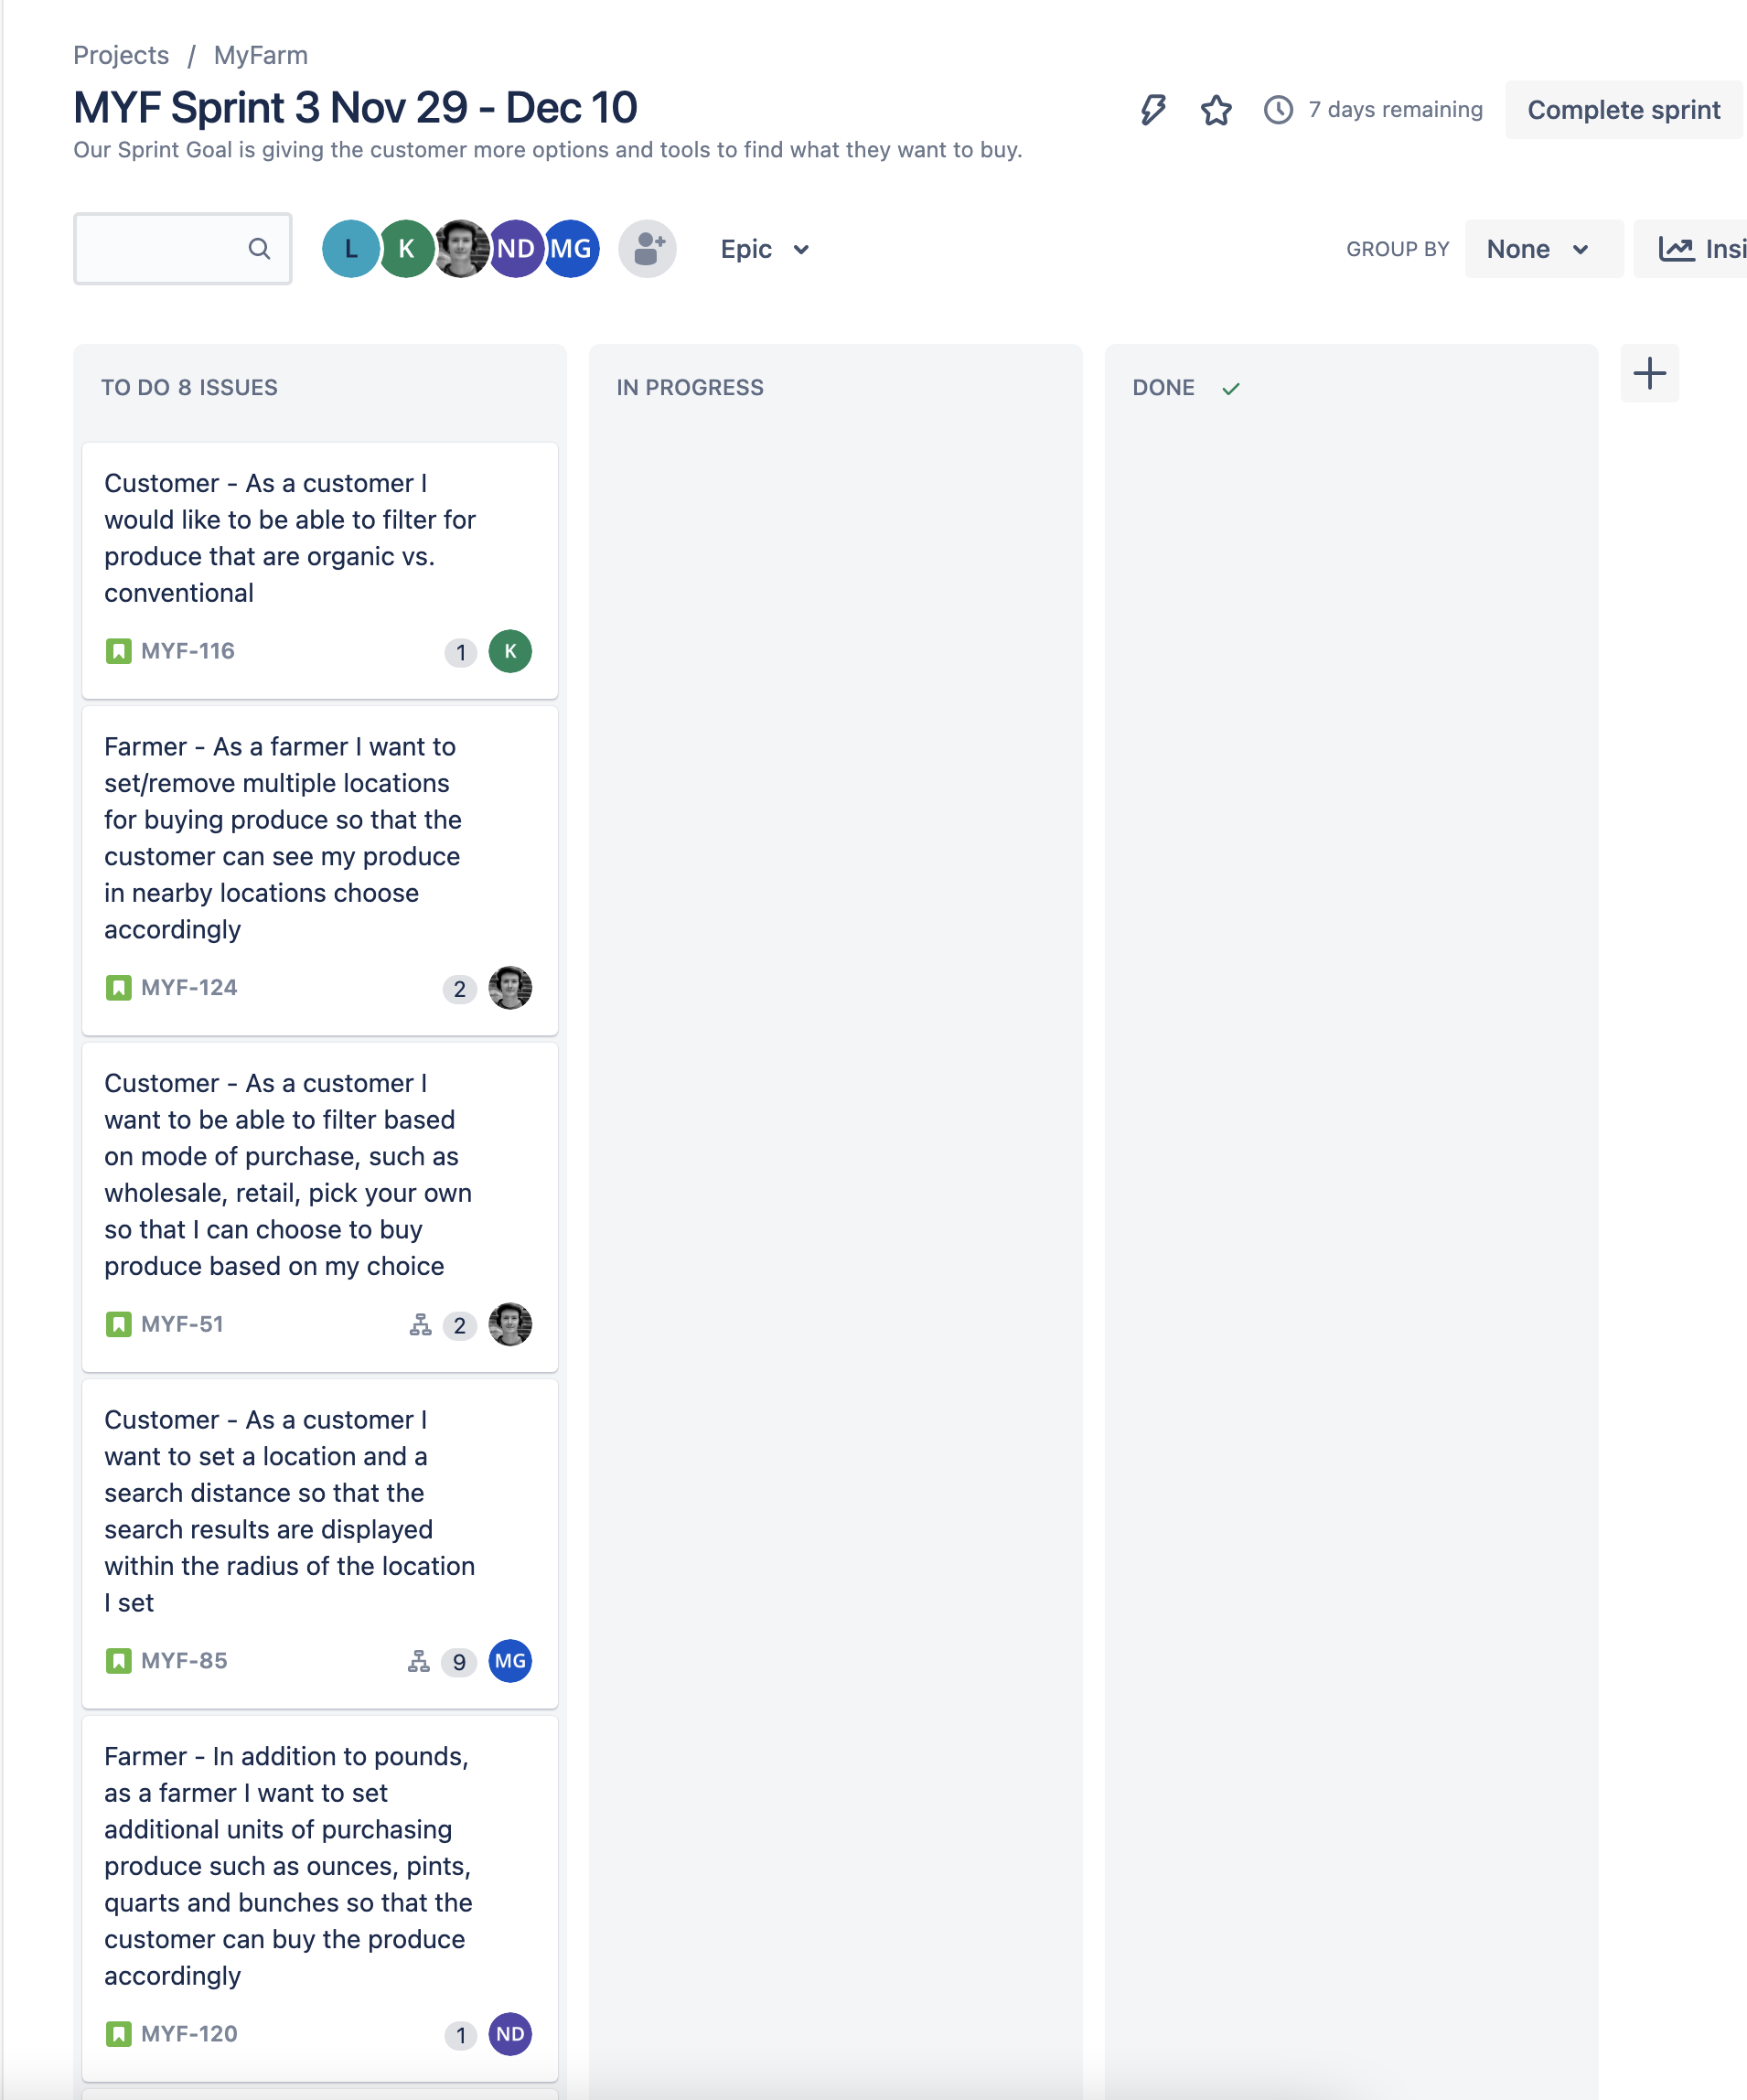 Projects / MyFarm
MYF Sprint 3 Nov 29 - Dec 10
7 days remaining
Complete sprint
Our Sprint Goal is giving the customer more options and tools to find what they want to buy.
L K ND MG
Epic
GROUP BY
None
Insi
TO DO 8 ISSUES
IN PROGRESS
DONE
Customer - As a customer I
would like to be able to filter for
produce that are organic vs.
conventional
MYF-116
1
K
Farmer - As a farmer I want to
set/remove multiple locations
for buying produce so that the
customer can see my produce
in nearby locations choose
accordingly
MYF-124
2
Customer - As a customer I
want to be able to filter based
on mode of purchase, such as
wholesale, retail, pick your own
so that I can choose to buy
produce based on my choice
MYF-51
2
Customer - As a customer I
want to set a location and a
search distance so that the
search results are displayed
within the radius of the location
I set
MYF-85
9
MG
Farmer - In addition to pounds,
as a farmer I want to set
additional units of purchasing
produce such as ounces, pints,
quarts and bunches so that the
customer can buy the produce
accordingly
MYF-120
1
ND